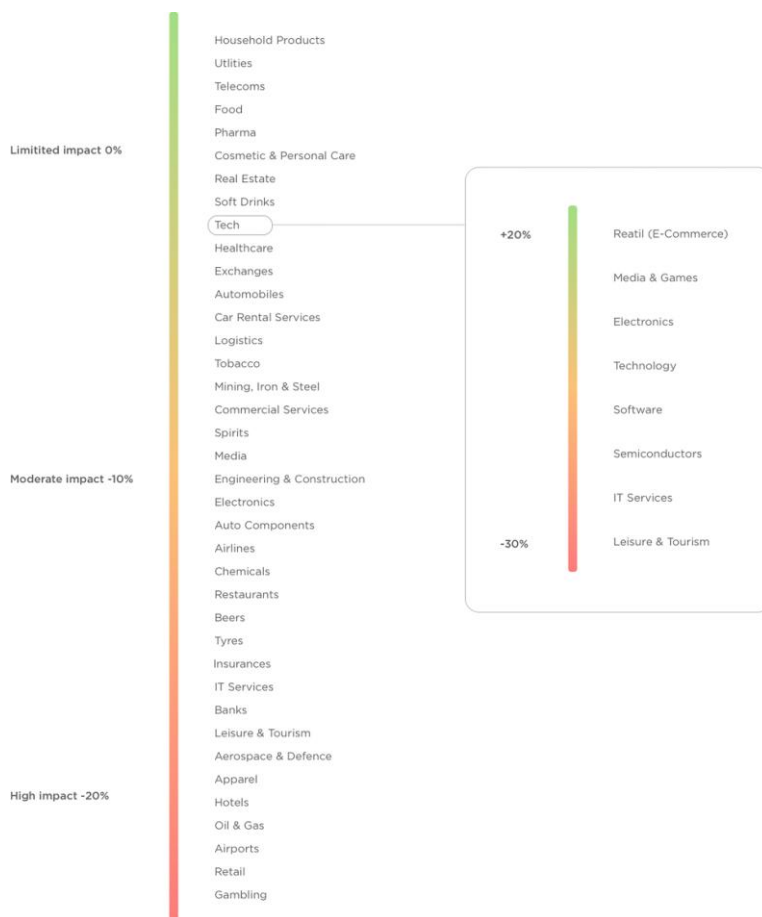 Household Products
Utlities
Telecoms
Food
Pharma
Limitited impact 0%
Cosmetic & Personal Care
Real Estate
Soft Drinks
Tech
Healthcare
Exchanges
Automobiles
Car Rental Services
Logistics
Tobacco
Mining, Iron & Steel
Commercial Services
Spirits
Media
Moderate impact -10%
Engineering & Construction
Electronics
Auto Components
Airlines
Chemicals
Restaurants
Beers
Tyres
Insurances
IT Services
Banks
Leisure & Tourism
Aerospace & Defence
Apparel
High impact -20%
Hotels
Oil & Gas
Airports
Retail
Gambling
+20%
Reatil (E-Commerce)
Media & Games
Electronics
Technology
Software
Semiconductors
IT Services
-30%
Leisure & Tourism